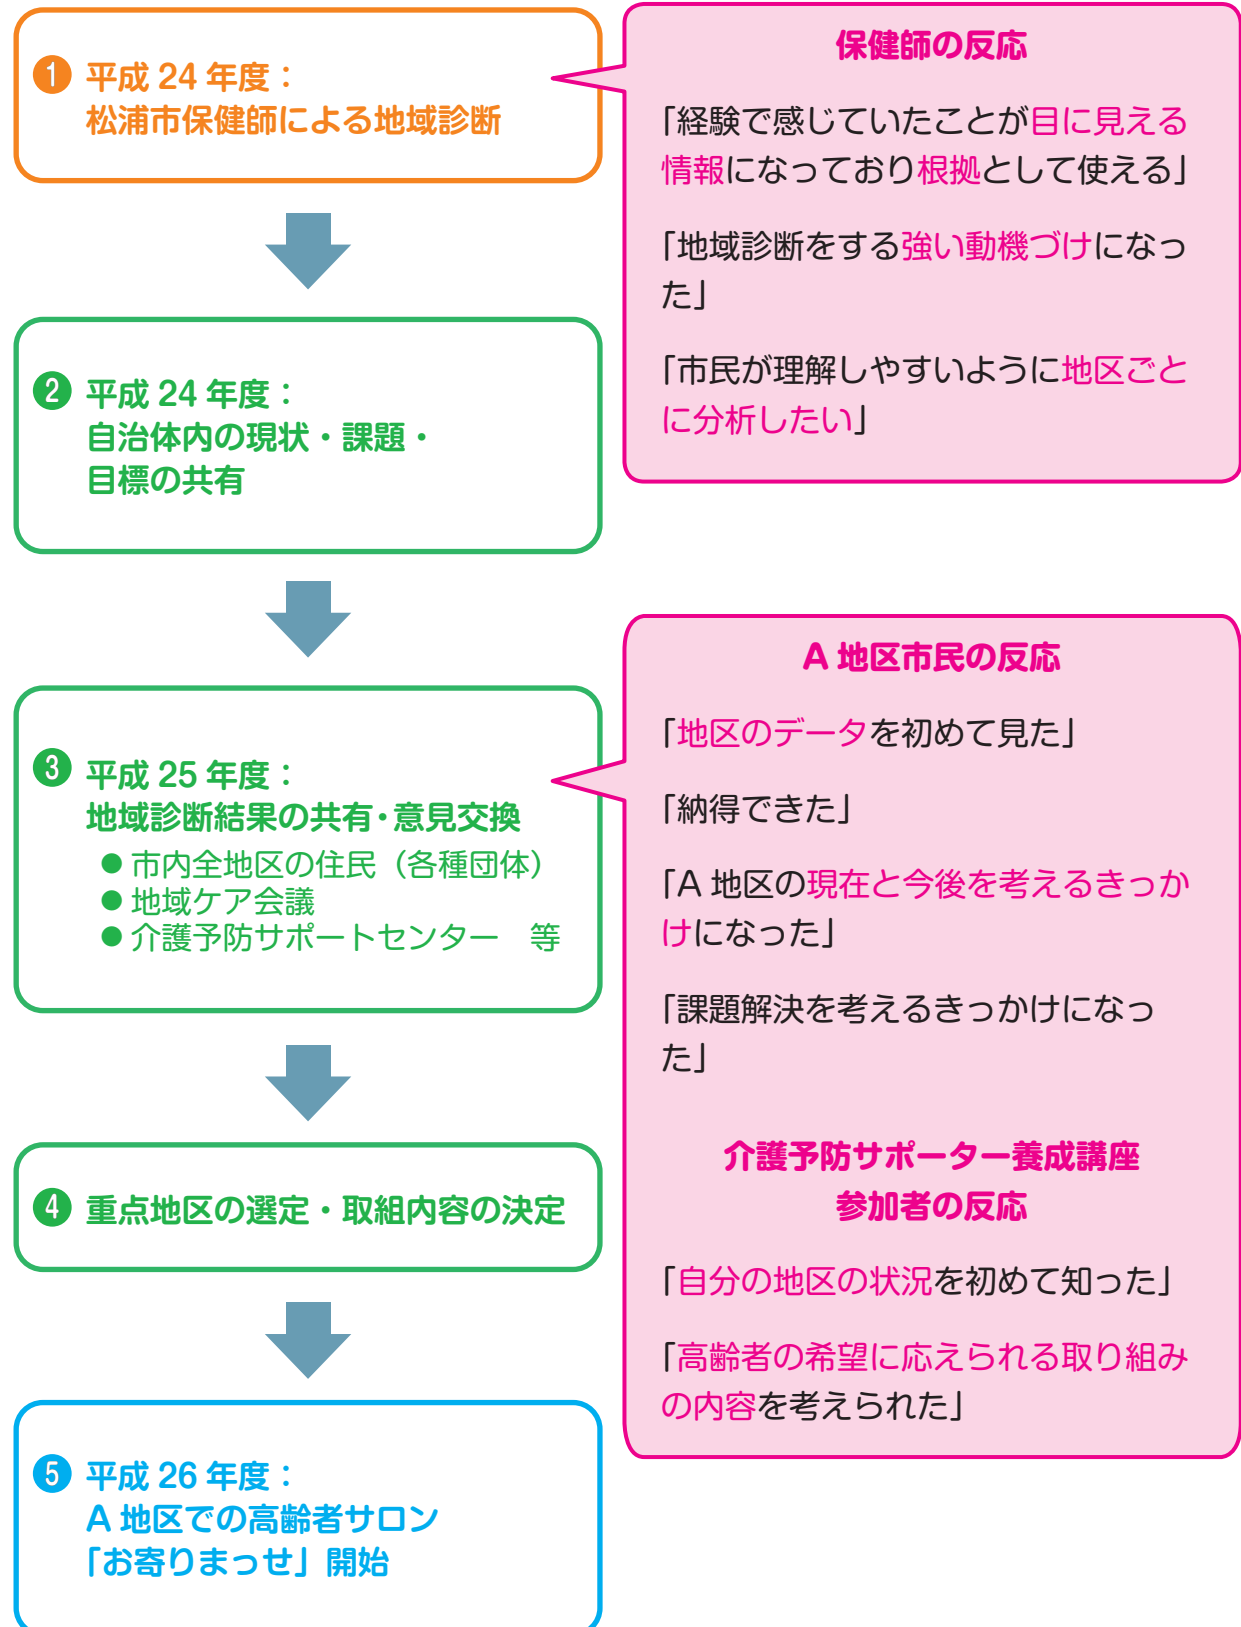 ❶ 平成 24 年度：
松浦市保健師による地域診断
保健師の反応
「経験で感じていたことが目に見える
情報になっており根拠として使える」
「地域診断をする強い動機づけになっ
た」
「市民が理解しやすいように地区ごと
に分析したい」
❷ 平成 24 年度：
自治体内の現状・課題・
目標の共有
❸ 平成 25 年度：
地域診断結果の共有・意見交換
● 市内全地区の住民（各種団体）
● 地域ケア会議
● 介護予防サポートセンター　等
A 地区市民の反応
「地区のデータを初めて見た」
「納得できた」
「A 地区の現在と今後を考えるきっか
けになった」
「課題解決を考えるきっかけになっ
た」
介護予防サポーター養成講座
参加者の反応
「自分の地区の状況を初めて知った」
「高齢者の希望に応えられる取り組み
の内容を考えられた」
❹ 重点地区の選定・取組内容の決定
❺ 平成 26 年度：
A 地区での高齢者サロン
「お寄りまっせ」開始